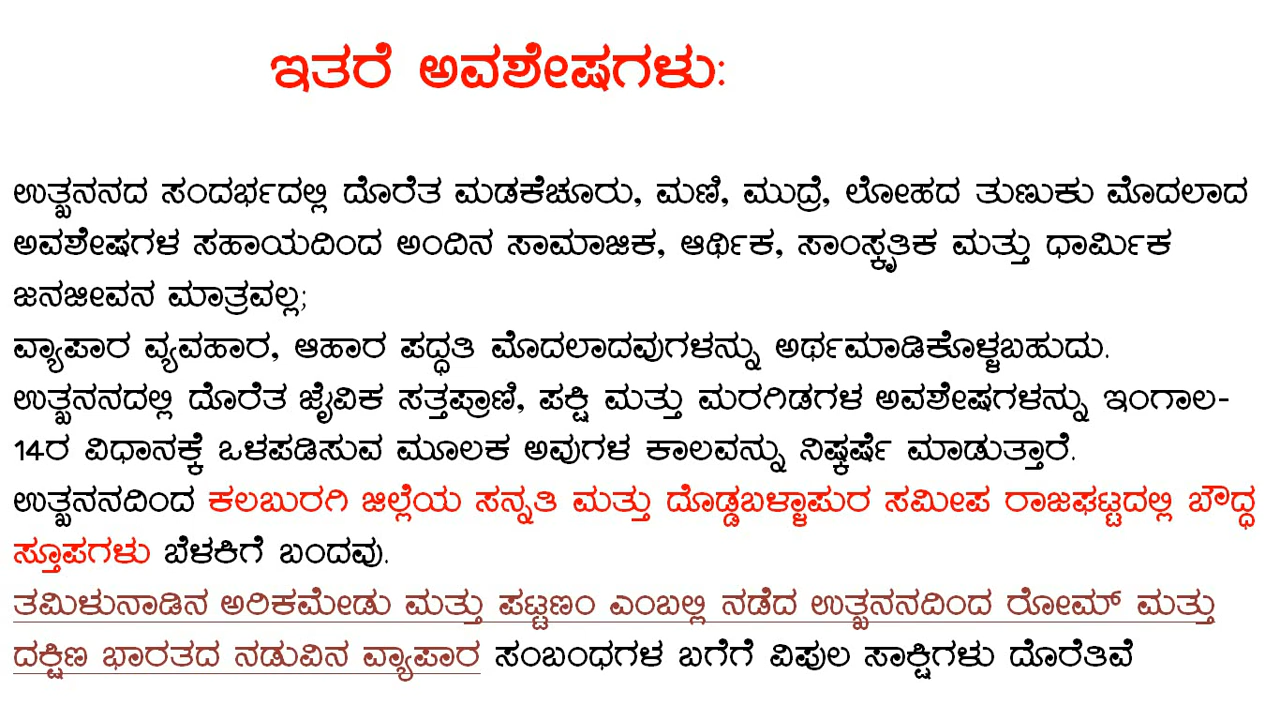 ಇತರೆ ಅವಶೇಷಗಳು:
ಉತ್ಖನನದ ಸಂದರ್ಭದಲ್ಲಿ ದೊರೆತ ಮಡಕೆಚೂರು, ಮಣಿ, ಮುದ್ರೆ, ಲೋಹದ ತುಣುಕು ಮೊದಲಾದ
ಅವಶೇಷಗಳ ಸಹಾಯದಿಂದ ಅಂದಿನ ಸಾಮಾಜಿಕ, ಆರ್ಥಿಕ, ಸಾಂಸ್ಕೃತಿಕ ಮತ್ತು ಧಾರ್ಮಿಕ
ಜನಜೀವನ ಮಾತ್ರವಲ್ಲ;
ವ್ಯಾಪಾರ ವ್ಯವಹಾರ, ಆಹಾರ ಪದ್ಧತಿ ಮೊದಲಾದವುಗಳನ್ನು ಅರ್ಥಮಾಡಿಕೊಳ್ಳಬಹುದು.
ಉತ್ಖನನದಲ್ಲಿ ದೊರೆತ ಜೈವಿಕ ಸತ್ತಪ್ರಾಣಿ, ಪಕ್ಷಿ ಮತ್ತು ಮರಗಿಡಗಳ ಅವಶೇಷಗಳನ್ನು ಇಂಗಾಲ-
14ರ ವಿಧಾನಕ್ಕೆ ಒಳಪಡಿಸುವ ಮೂಲಕ ಅವುಗಳ ಕಾಲವನ್ನು ನಿಷ್ಕರ್ಷೆ ಮಾಡುತ್ತಾರೆ.
ಉತ್ಖನನದಿಂದ ಕಲಬುರಗಿ ಜಿಲ್ಲೆಯ ಸನ್ನತಿ ಮತ್ತು ದೊಡ್ಡಬಳ್ಳಾಪುರ ಸಮೀಪ ರಾಜಘಟ್ಟದಲ್ಲಿ ಬೌದ್ಧ
ಸ್ತೂಪಗಳು ಬೆಳಕಿಗೆ ಬಂದವು.
ತಮಿಳುನಾಡಿನ ಅರಿಕಮೇಡು ಮತ್ತು ಪಟ್ಟಣಂ ಎಂಬಲ್ಲಿ ನಡೆದ ಉತ್ಖನನದಿಂದ ರೋಮ್ ಮತ್ತು
ದಕ್ಷಿಣ ಭಾರತದ ನಡುವಿನ ವ್ಯಾಪಾರ ಸಂಬಂಧಗಳ ಬಗೆಗೆ ವಿಪುಲ ಸಾಕ್ಷಿಗಳು ದೊರೆತಿವೆ